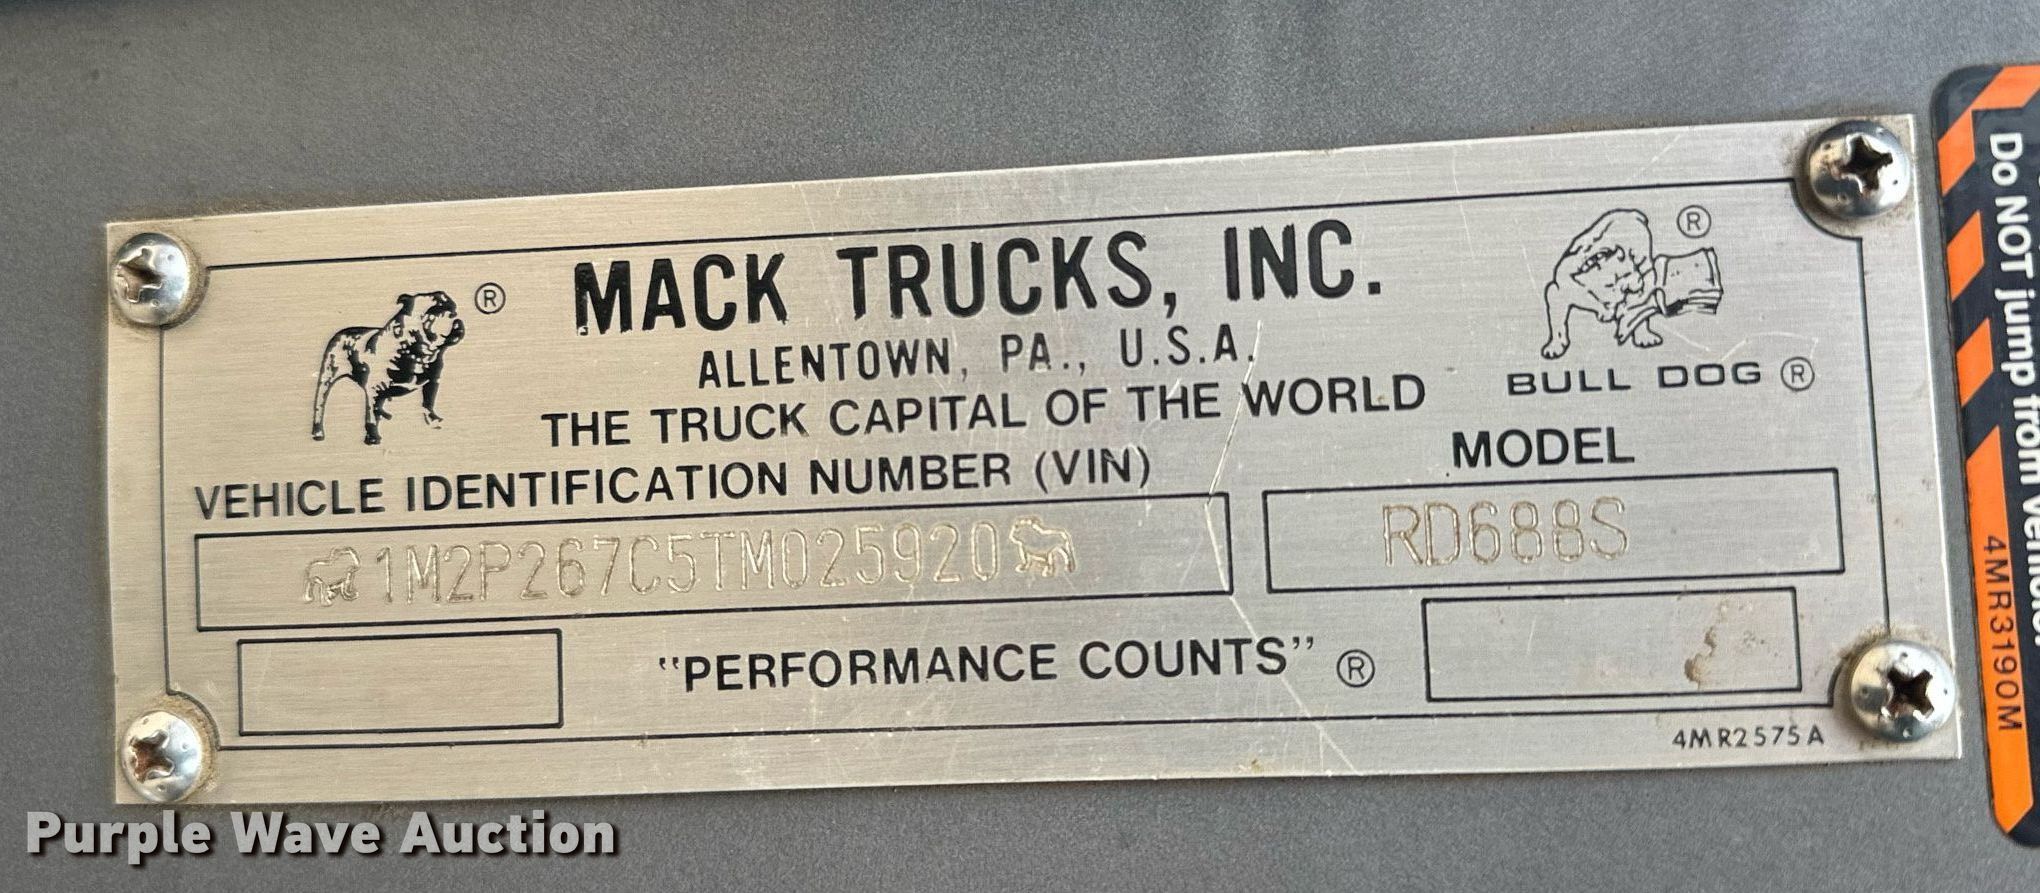 ® MACK TRUCKS, INC. ®
ALLENTOWN, PA., U.S.A.
BULL DOG ®
THE TRUCK CAPITAL OF THE WORLD
VEHICLE IDENTIFICATION NUMBER (VIN)
MODEL
1M2P267C5TM025920
RD688S
"PERFORMANCE COUNTS" ®
4MR2575A
Do NOT jump from vehicle.
4MR3190M
Purple Wave Auction